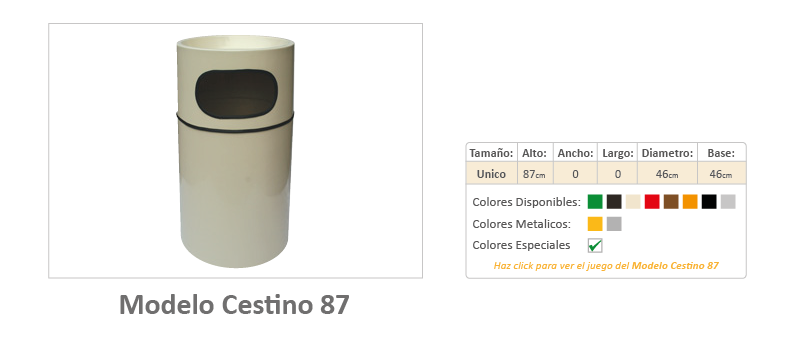 Modelo Cestino 87
Tamaño: Alto: Ancho: Largo: Diametro: Base:
Unico 87cm 0 0 46cm 46cm
Colores Disponibles:
Colores Metalicos:
Colores Especiales
Haz click para ver el juego del Modelo Cestino 87